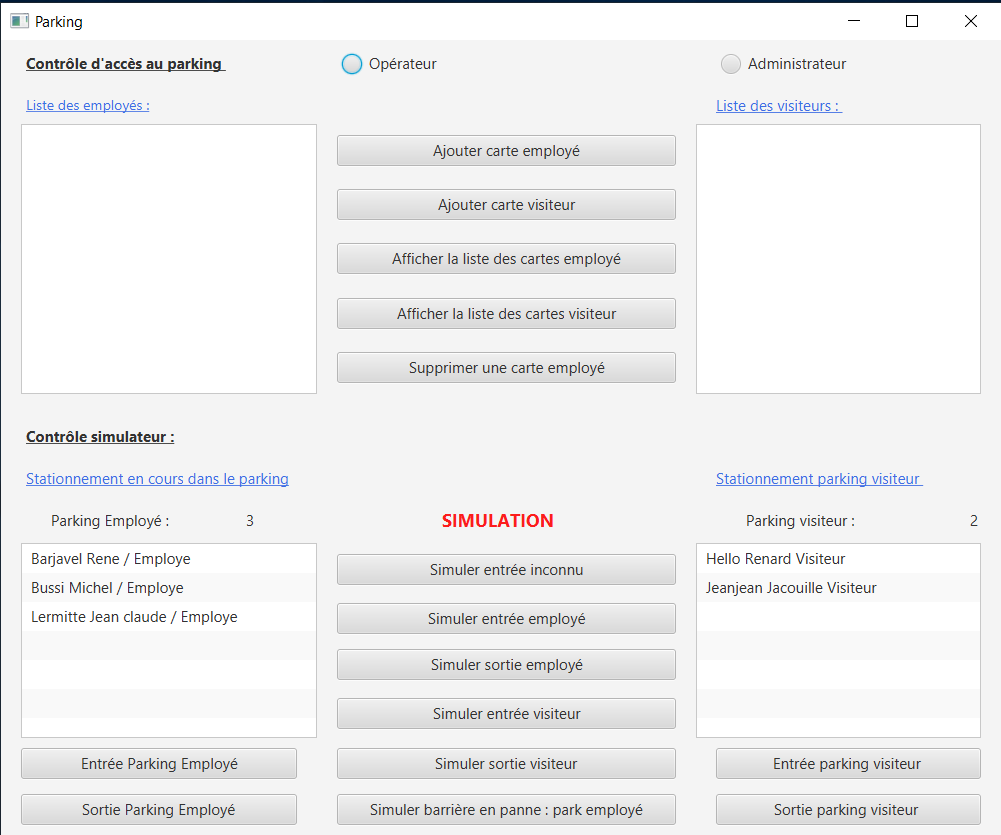 Parking
Contrôle d'accès au parking
Opérateur
Administrateur
Liste des employés :
Liste des visiteurs :
Ajouter carte employé
Ajouter carte visiteur
Afficher la liste des cartes employé
Afficher la liste des cartes visiteur
Supprimer une carte employé
Contrôle simulateur :
Stationnement en cours dans le parking
Stationnement parking visiteur
Parking Employé : 3
SIMULATION
Parking visiteur : 2
Barjavel Rene / Employe
Bussi Michel / Employe
Lermitte Jean claude / Employe
Simuler entrée inconnu
Simuler entrée employé
Simuler sortie employé
Simuler entrée visiteur
Hello Renard Visiteur
Jeanjean Jacouille Visiteur
Entrée Parking Employé
Simuler sortie visiteur
Entrée parking visiteur
Sortie Parking Employé
Simuler barrière en panne : park employé
Sortie parking visiteur